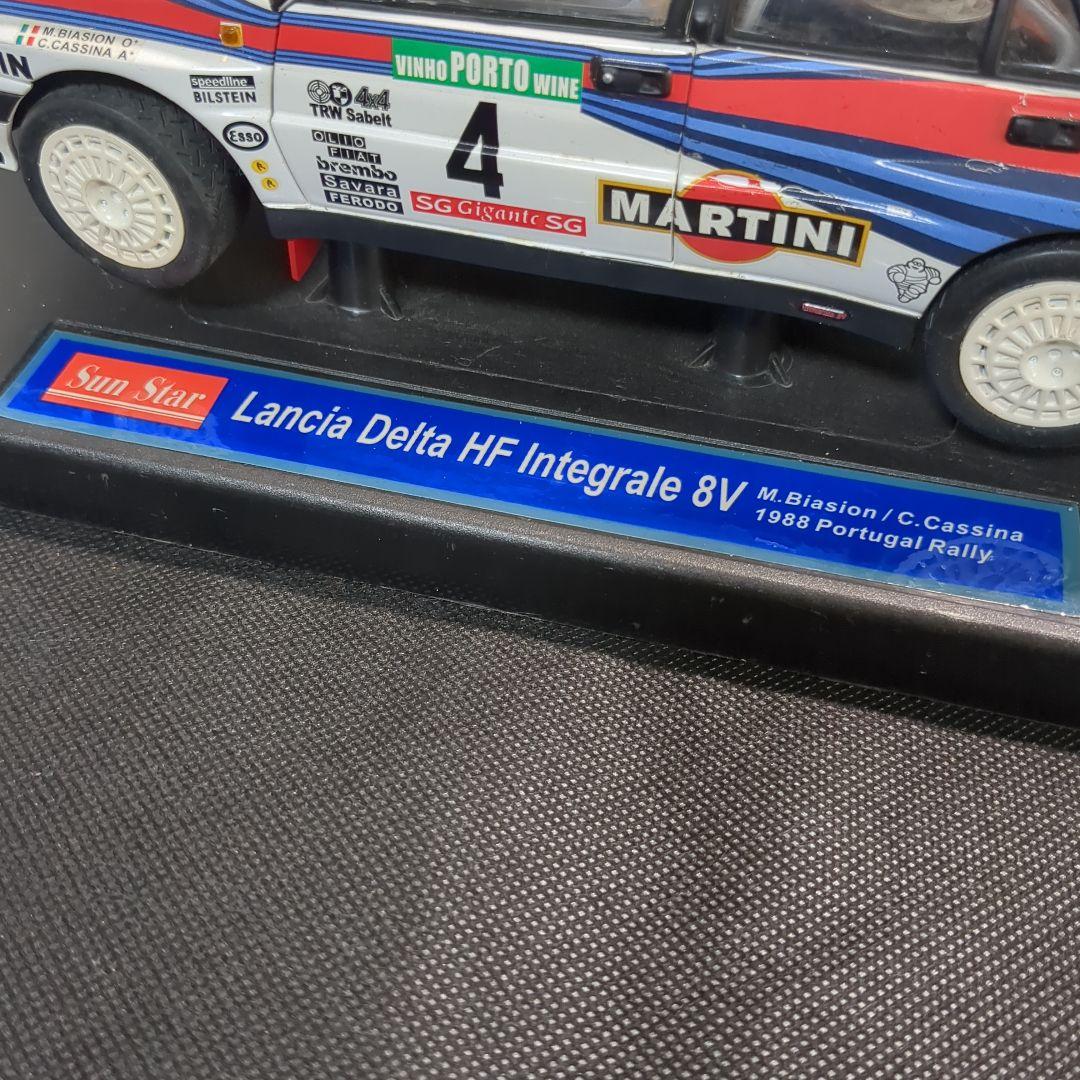 M.BIASION O+
C.CASSINA A+
IN
speedline
BILSTEIN
Esso
4x4
TRW Sabelt
OLIO
FIAT
brembo
Savara
FERODO
VINHO PORTO WINE
4
SG Gigante SG
MARTINI
Sun Star
Lancia Delta HF Integrale 8V
M.Biasion / C.Cassina
1988 Portugal Rally